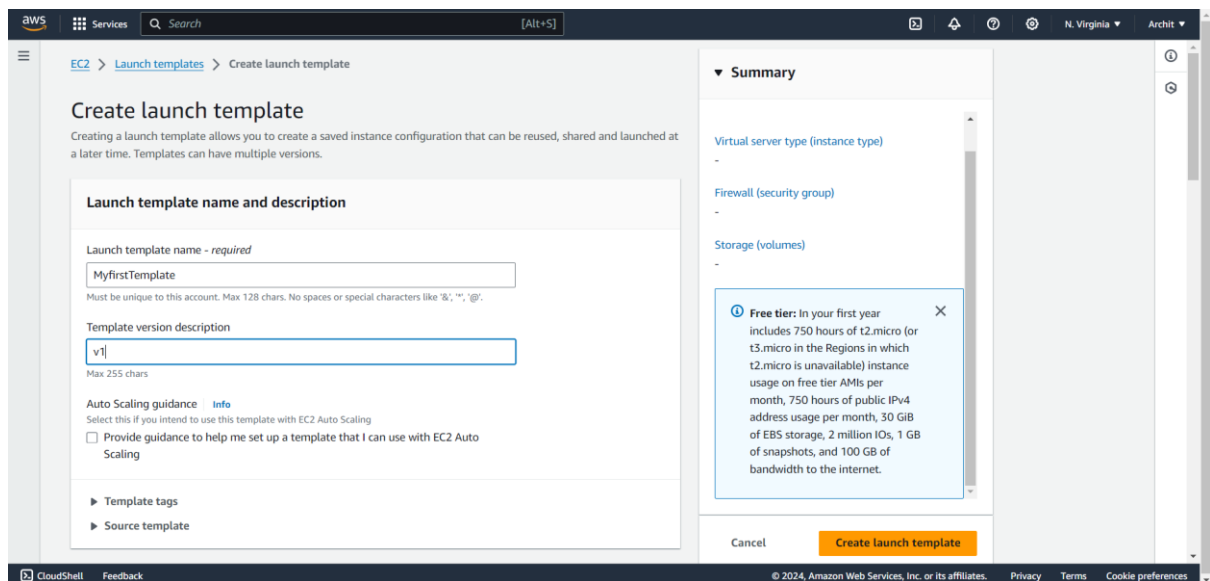 aws
Services
Search
[Alt+S]
N. Virginia ▼
Archit ▼
EC2 > Launch templates > Create launch template
Create launch template
Creating a launch template allows you to create a saved instance configuration that can be reused, shared and launched at
a later time. Templates can have multiple versions.
Launch template name and description
Launch template name - required
MyfirstTemplate
Must be unique to this account. Max 128 chars. No spaces or special characters like '&', '*', '@'.
Template version description
v1
Max 255 chars
Auto Scaling guidance
Info
Select this if you intend to use this template with EC2 Auto Scaling
Provide guidance to help me set up a template that I can use with EC2 Auto
Scaling
▶ Template tags
▶ Source template
▼ Summary
Virtual server type (instance type)
-
Firewall (security group)
-
Storage (volumes)
-
Free tier: In your first year
includes 750 hours of t2.micro (or
t3.micro in the Regions in which
t2.micro is unavailable) instance
usage on free tier AMIs per
month, 750 hours of public IPv4
address usage per month, 30 GiB
of EBS storage, 2 million IOs, 1 GB
of snapshots, and 100 GB of
bandwidth to the internet.
Cancel
Create launch template
CloudShell
Feedback
© 2024, Amazon Web Services, Inc. or its affiliates.
Privacy
Terms
Cookie preferences